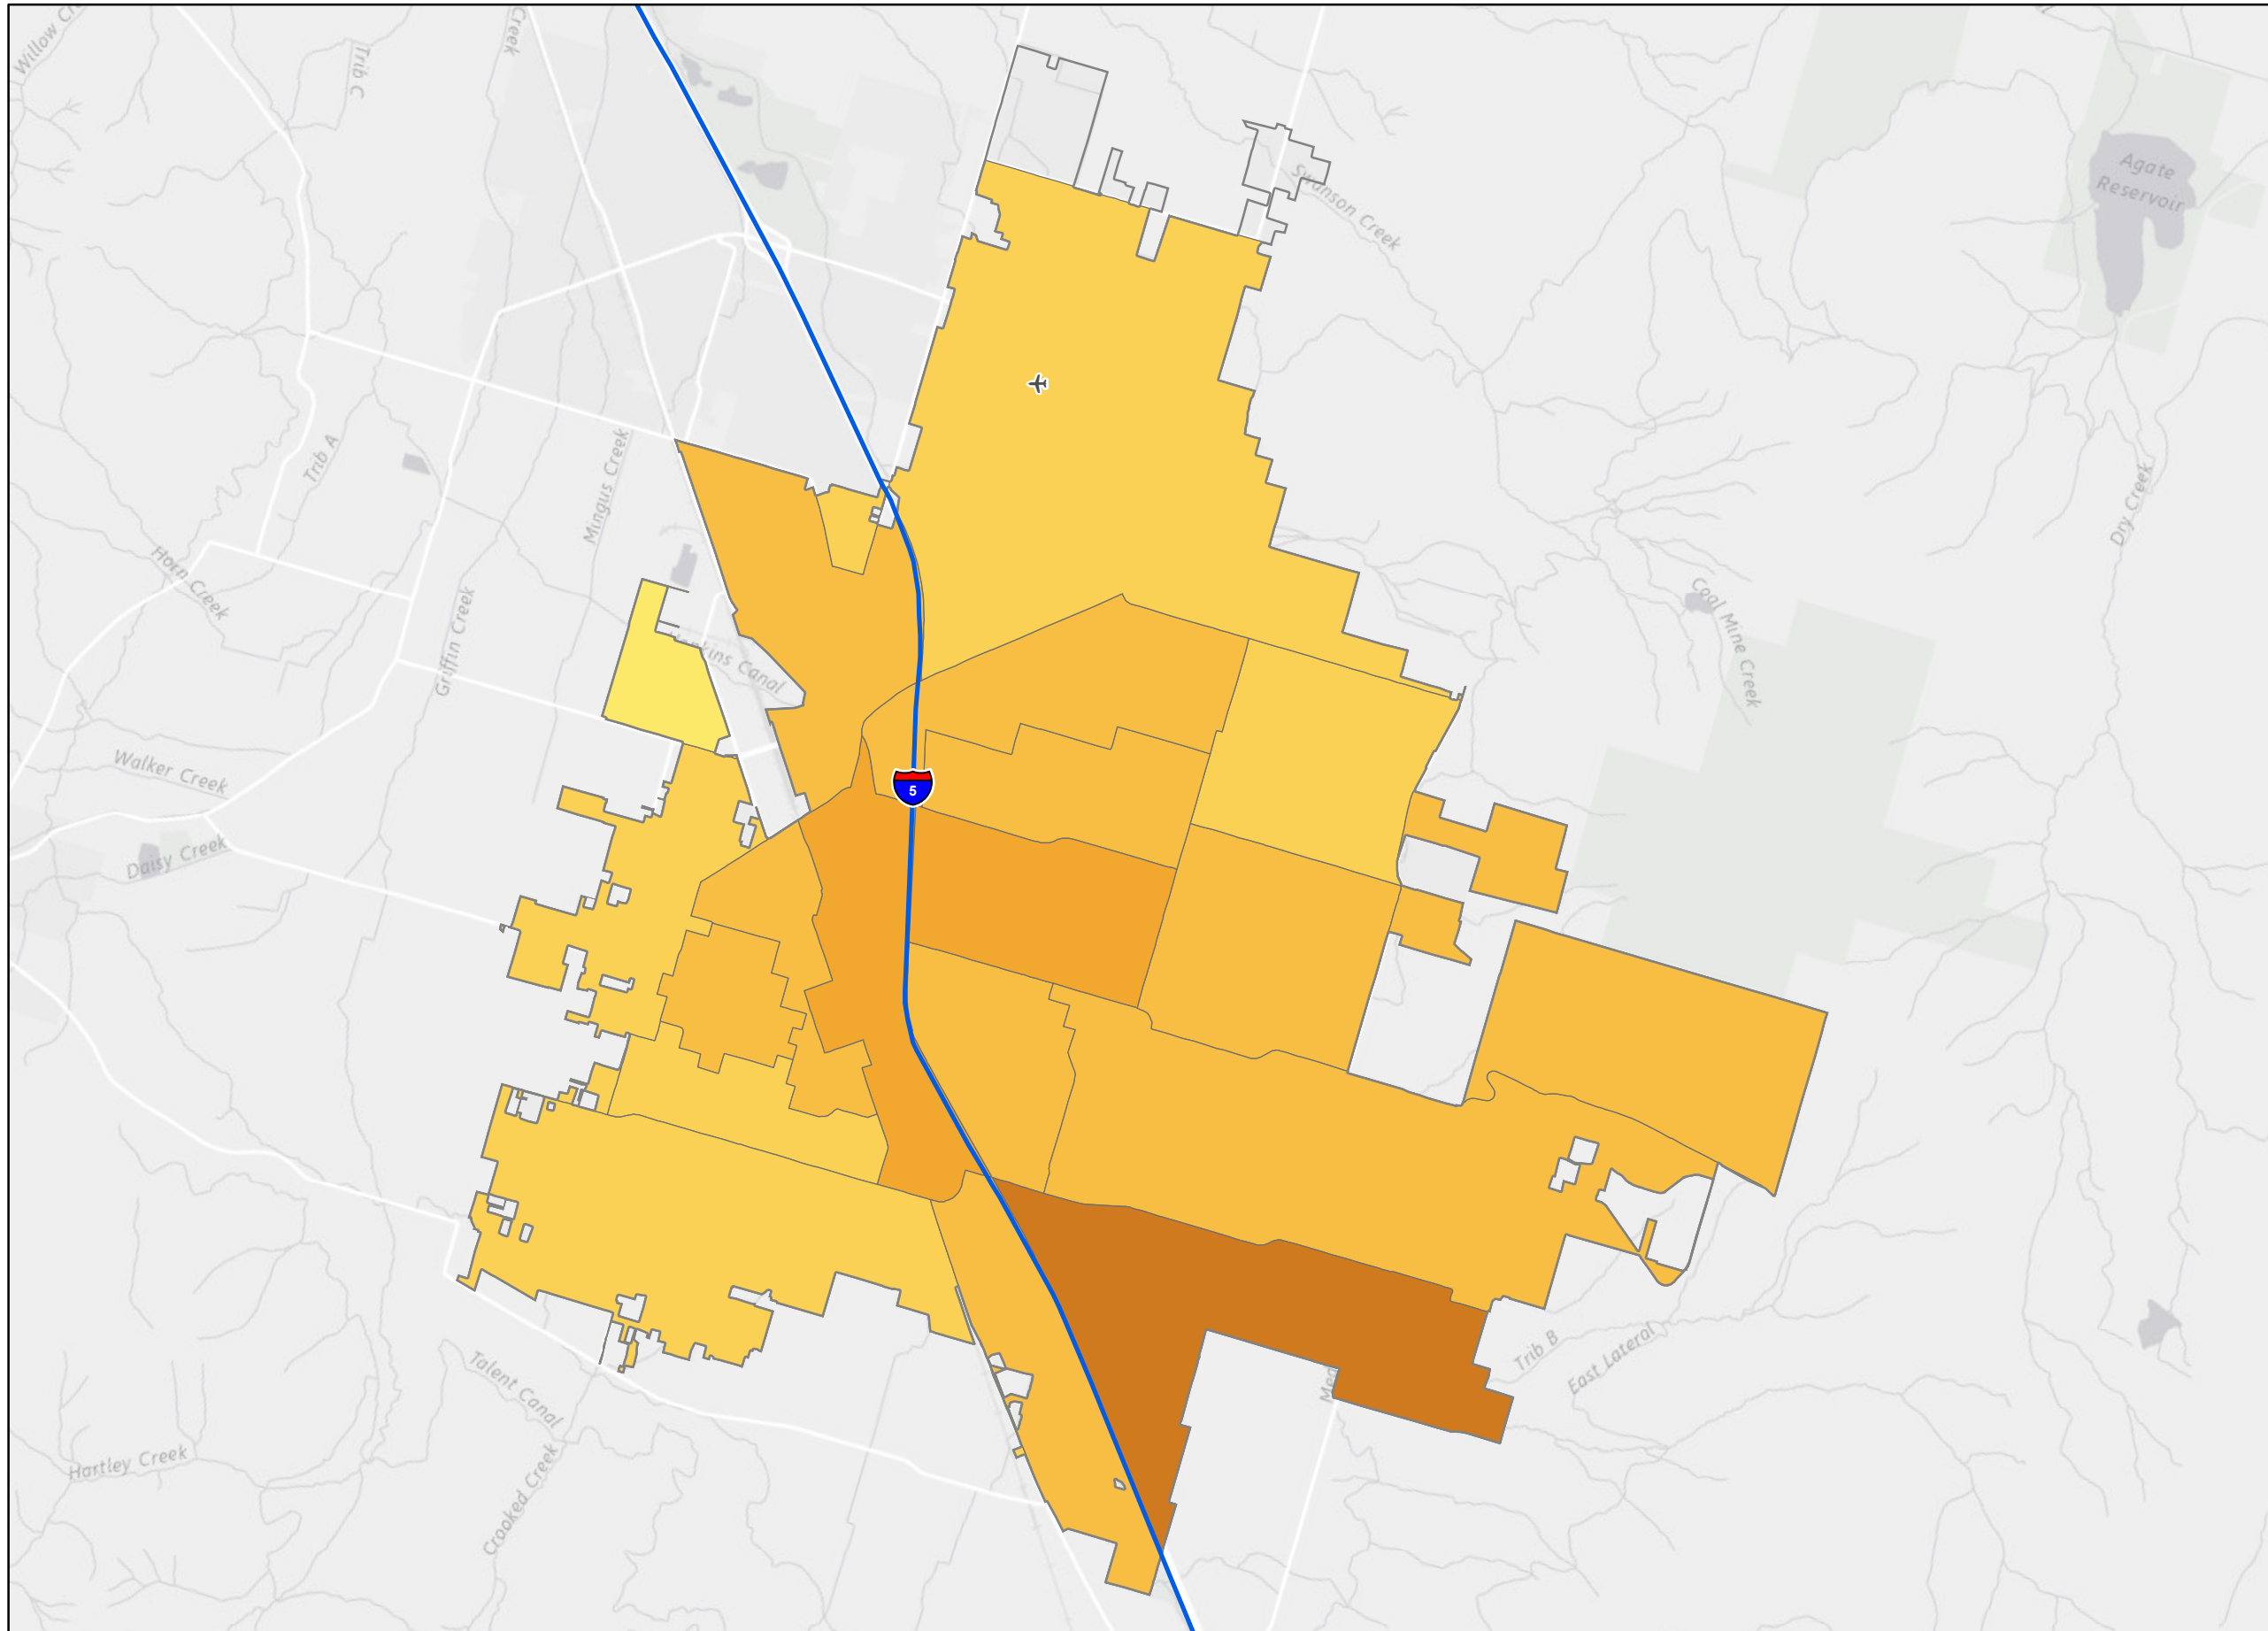 Willow
Trib C
Creek
Swanson Creek
Agate
Reservoir
Trib A
Mingus Creek
Horn Creek
Griffin Creek
Canal
Coal Mine Creek
Dry Creek
Walker Creek
5
Daisy Creek
Trib B
East Lateral
Talent Canal
Hartley Creek
Crooked Creek